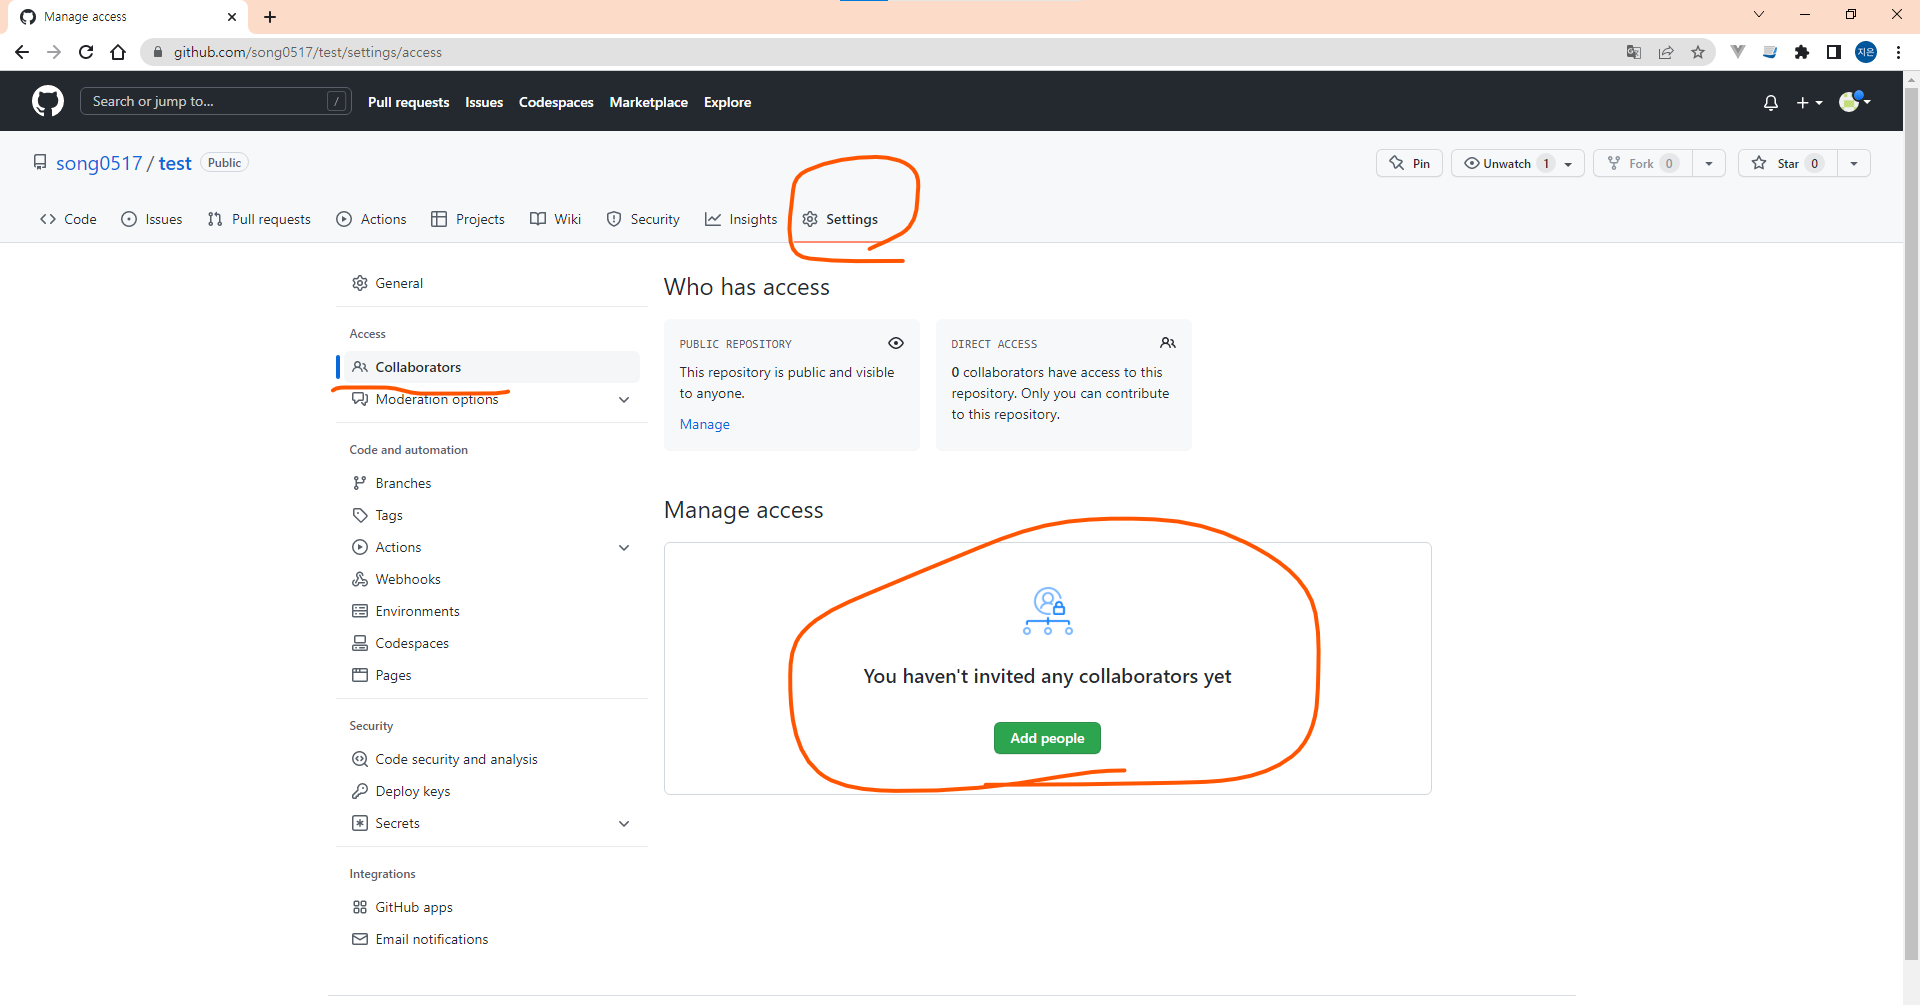 Manage access
github.com/song0517/test/settings/access
지은
Search or jump to...
/
Pull requests Issues Codespaces Marketplace Explore
song0517 / test Public
Pin
Unwatch 1
Fork 0
Star 0
Code Issues Pull requests Actions Projects Wiki Security Insights Settings
General
Access
Collaborators
Moderation options
Code and automation
Branches
Tags
Actions
Webhooks
Environments
Codespaces
Pages
Security
Code security and analysis
Deploy keys
Secrets
Integrations
GitHub apps
Email notifications
Who has access
PUBLIC REPOSITORY
This repository is public and visible
to anyone.
Manage
DIRECT ACCESS
0 collaborators have access to this
repository. Only you can contribute
to this repository.
Manage access
You haven't invited any collaborators yet
Add people